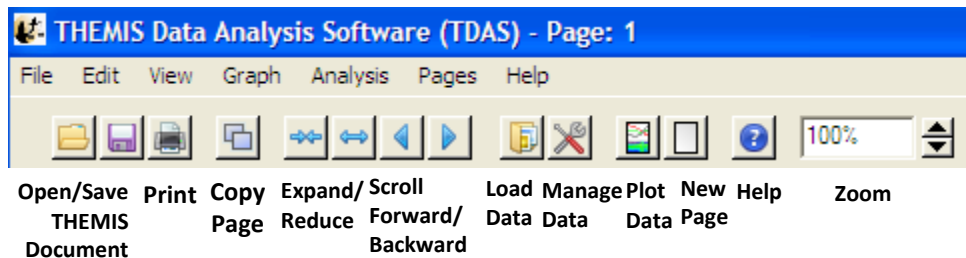 THEMIS Data Analysis Software (TDAS) - Page: 1
File Edit View Graph Analysis Pages Help
100%
Open/Save THEMIS Document
Print
Copy Page
Expand/ Reduce
Scroll Forward/ Backward
Load Data
Manage Data
Plot Data
New Page
Help
Zoom